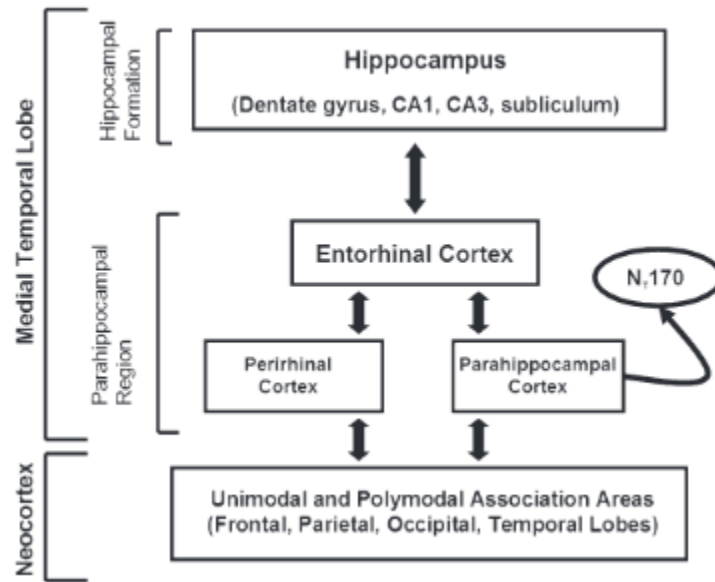 Medial Temporal Lobe
Neocortex
Hippocampal
Formation
Parahippocampal
Region
Hippocampus
(Dentate gyrus, CA1, CA3, subliculum)
Entorhinal Cortex
N,170
Perirhinal
Cortex
Parahippocampal
Cortex
Unimodal and Polymodal Association Areas
(Frontal, Parietal, Occipital, Temporal Lobes)